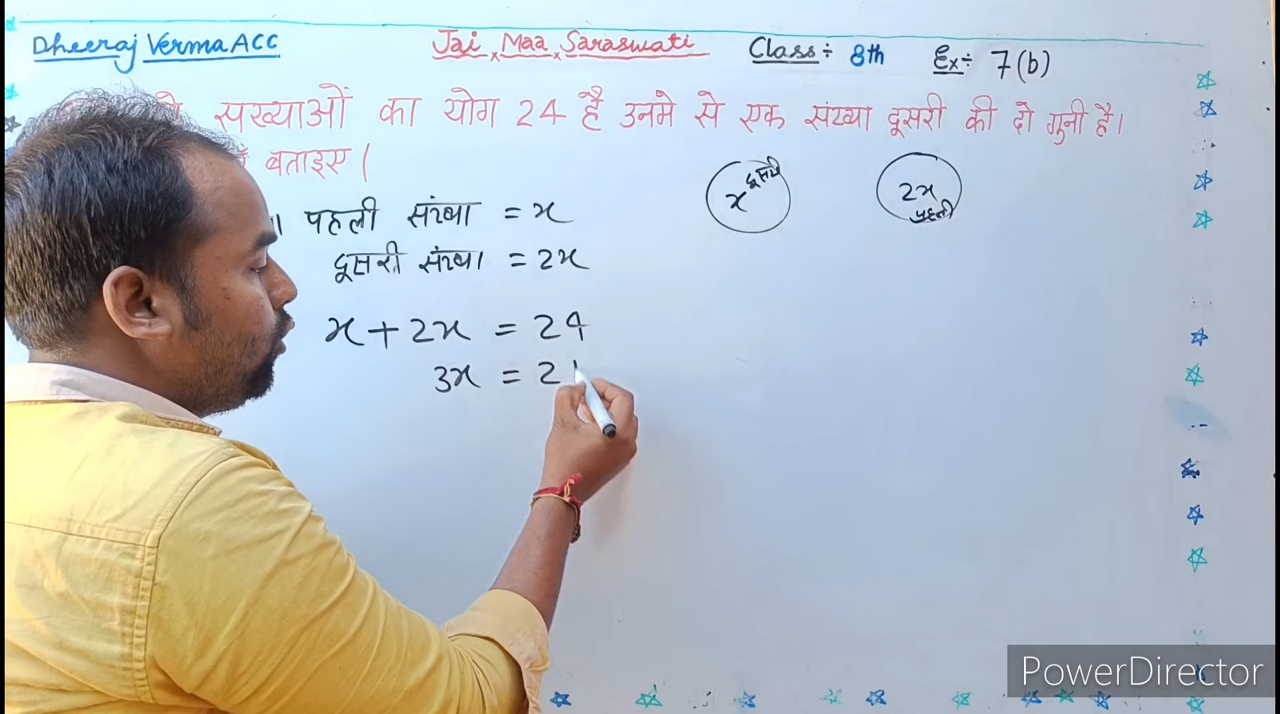 Dheeraj Verma ACC
Jai Maa Saraswati
Class÷ 8th
Ex÷ 7(b)
सख्याओं का योग 24 है उनमे से एक संख्या दूसरी की दो गुनी है।
बताइए।
x दूसरी
2x पहली
पहली संख्या = x
दूसरी संख्या = 2x
x + 2x = 24
3x = 2
PowerDirector